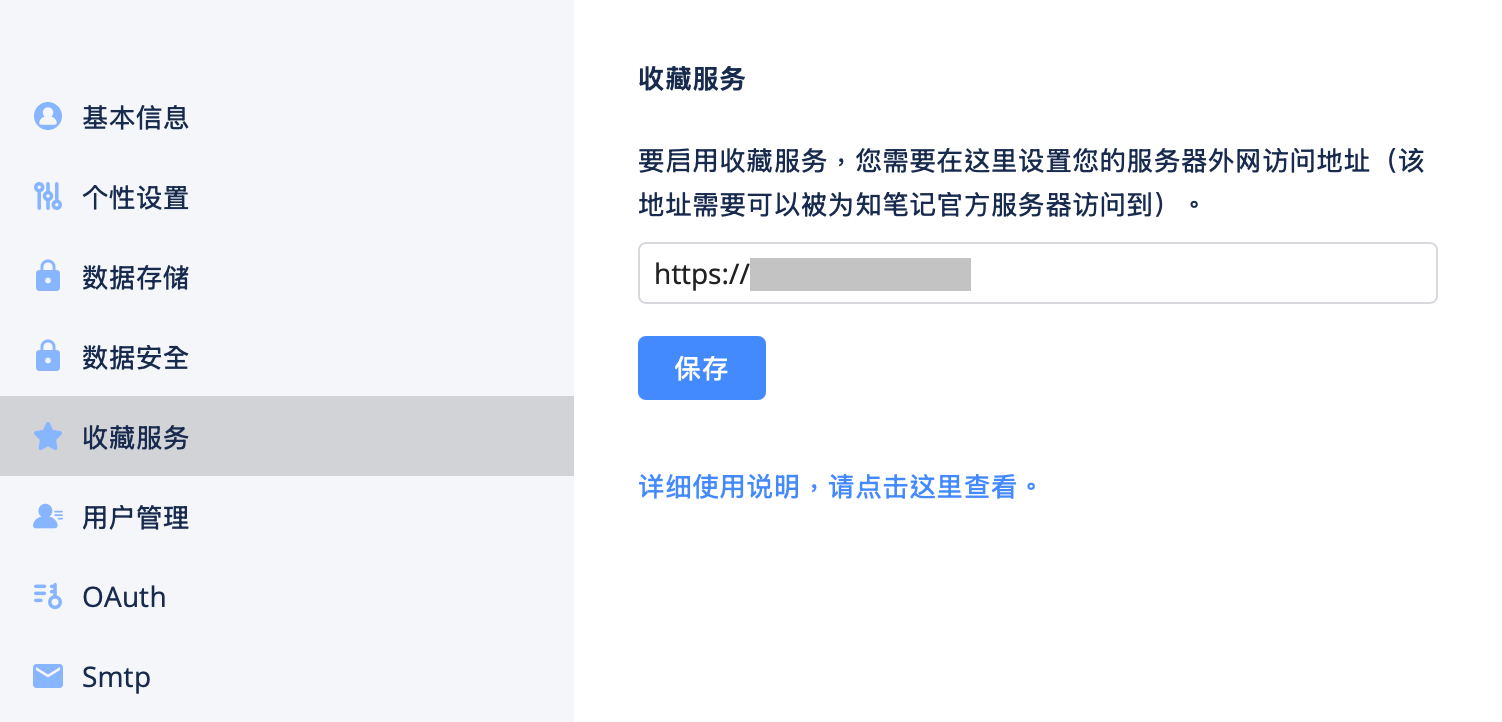 基本信息
个性设置
数据存储
数据安全
收藏服务
用户管理
OAuth
Smtp
收藏服务
要启用收藏服务，您需要在这里设置您的服务器外网访问地址（该
地址需要可以被为知笔记官方服务器访问到）。
https://
保存
详细使用说明，请点击这里查看。